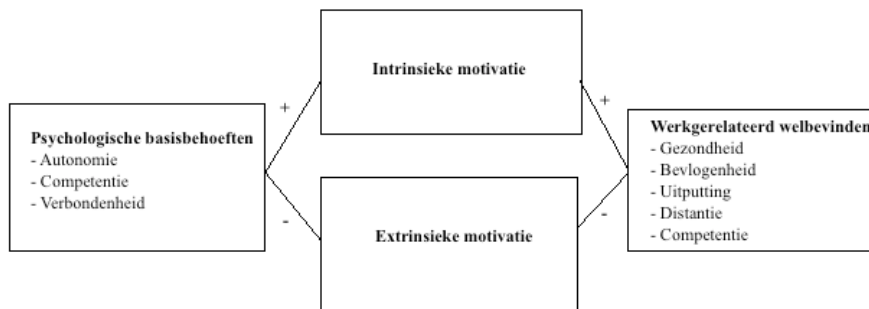 Intrinsieke motivatie
+
+
Psychologische basisbehoeften
- Autonomie
- Competentie
- Verbondenheid
Werkgerelateerd welbevinden
- Gezondheid
- Bevlogenheid
- Uitputting
- Distantie
- Competentie
-
-
Extrinsieke motivatie